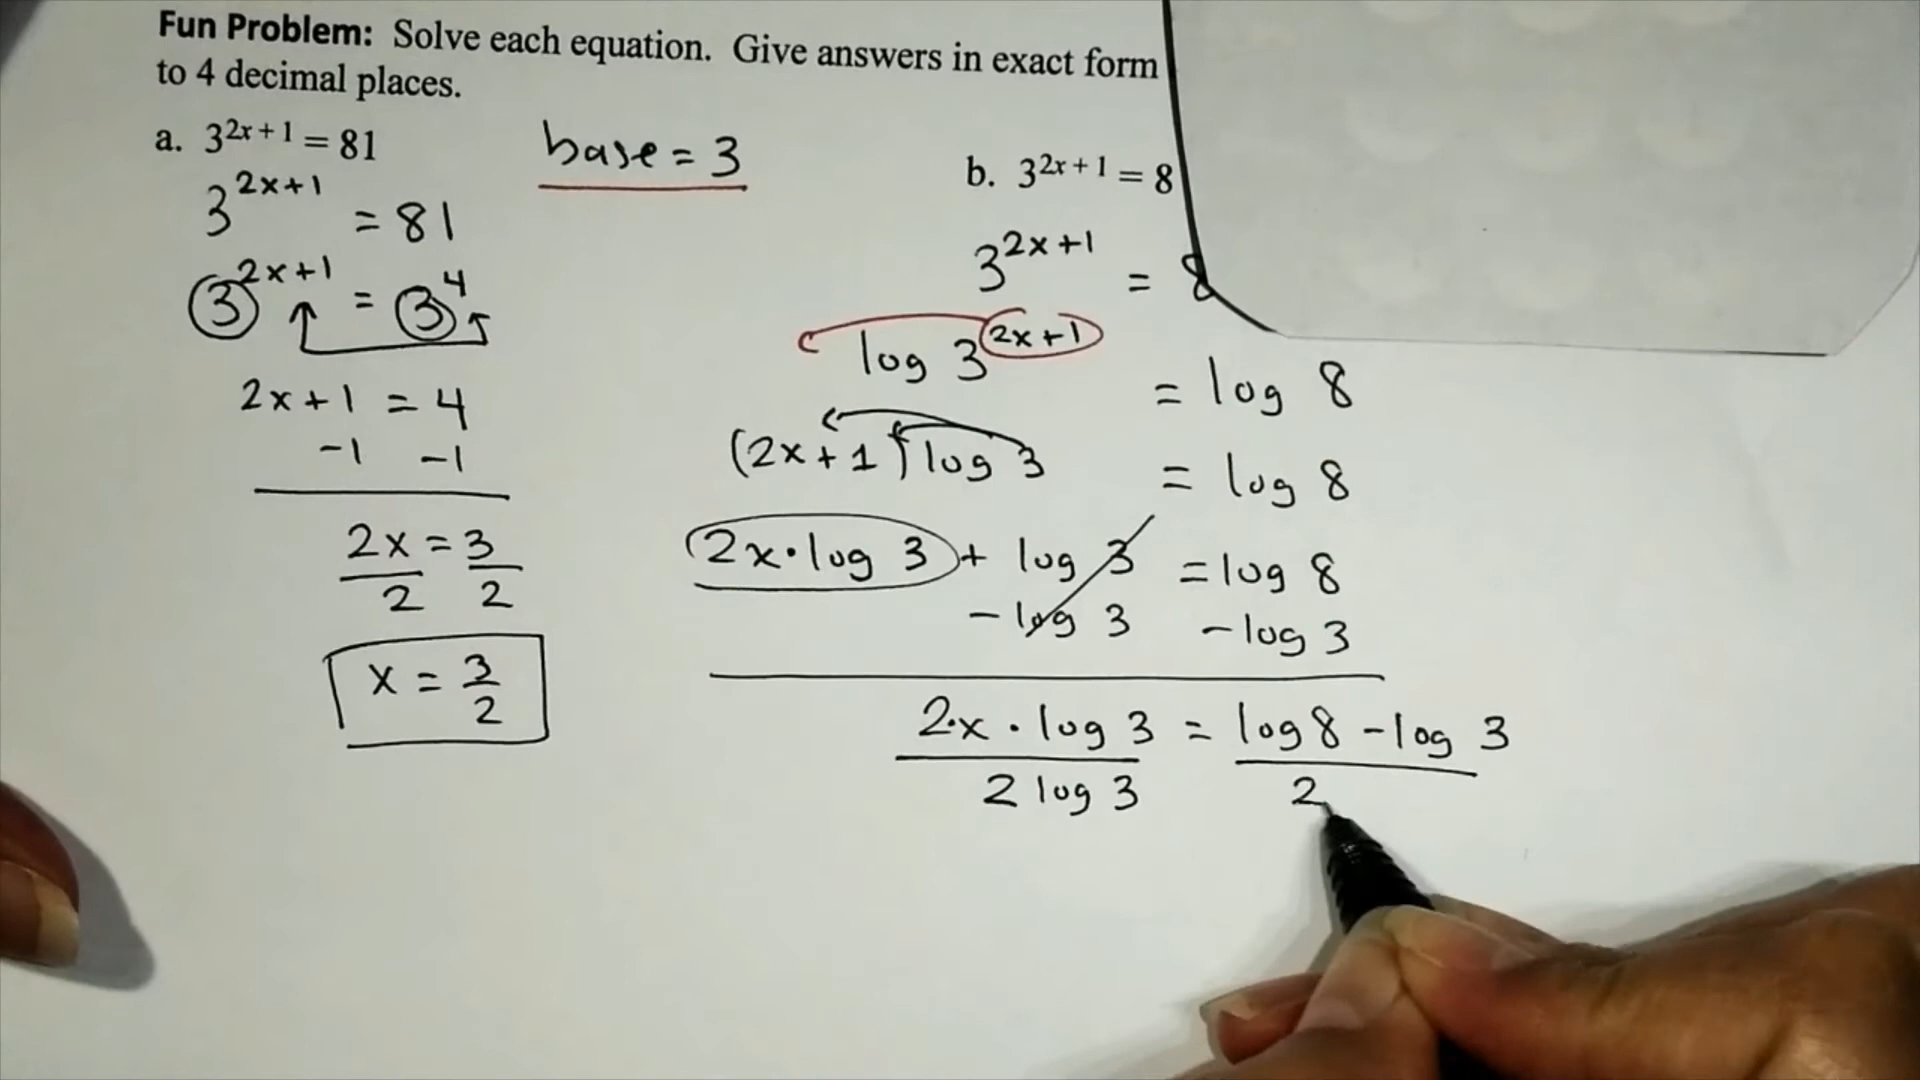 Fun Problem: Solve each equation. Give answers in exact form
to 4 decimal places.
a. 3^{2x + 1} = 81
3^{2x+1} = 81
③^{2x+1} = ③^4
2x+1 = 4
-1 -1
2x = 3
2 2
x = 3/2
base = 3
b. 3^{2x + 1} = 8
3^{2x+1} = 8
log 3^{2x+1} = log 8
(2x+1) log 3 = log 8
2x·log 3 + log 3 = log 8
-log 3 -log 3
2·x · log 3 = log 8 - log 3
2 log 3 2